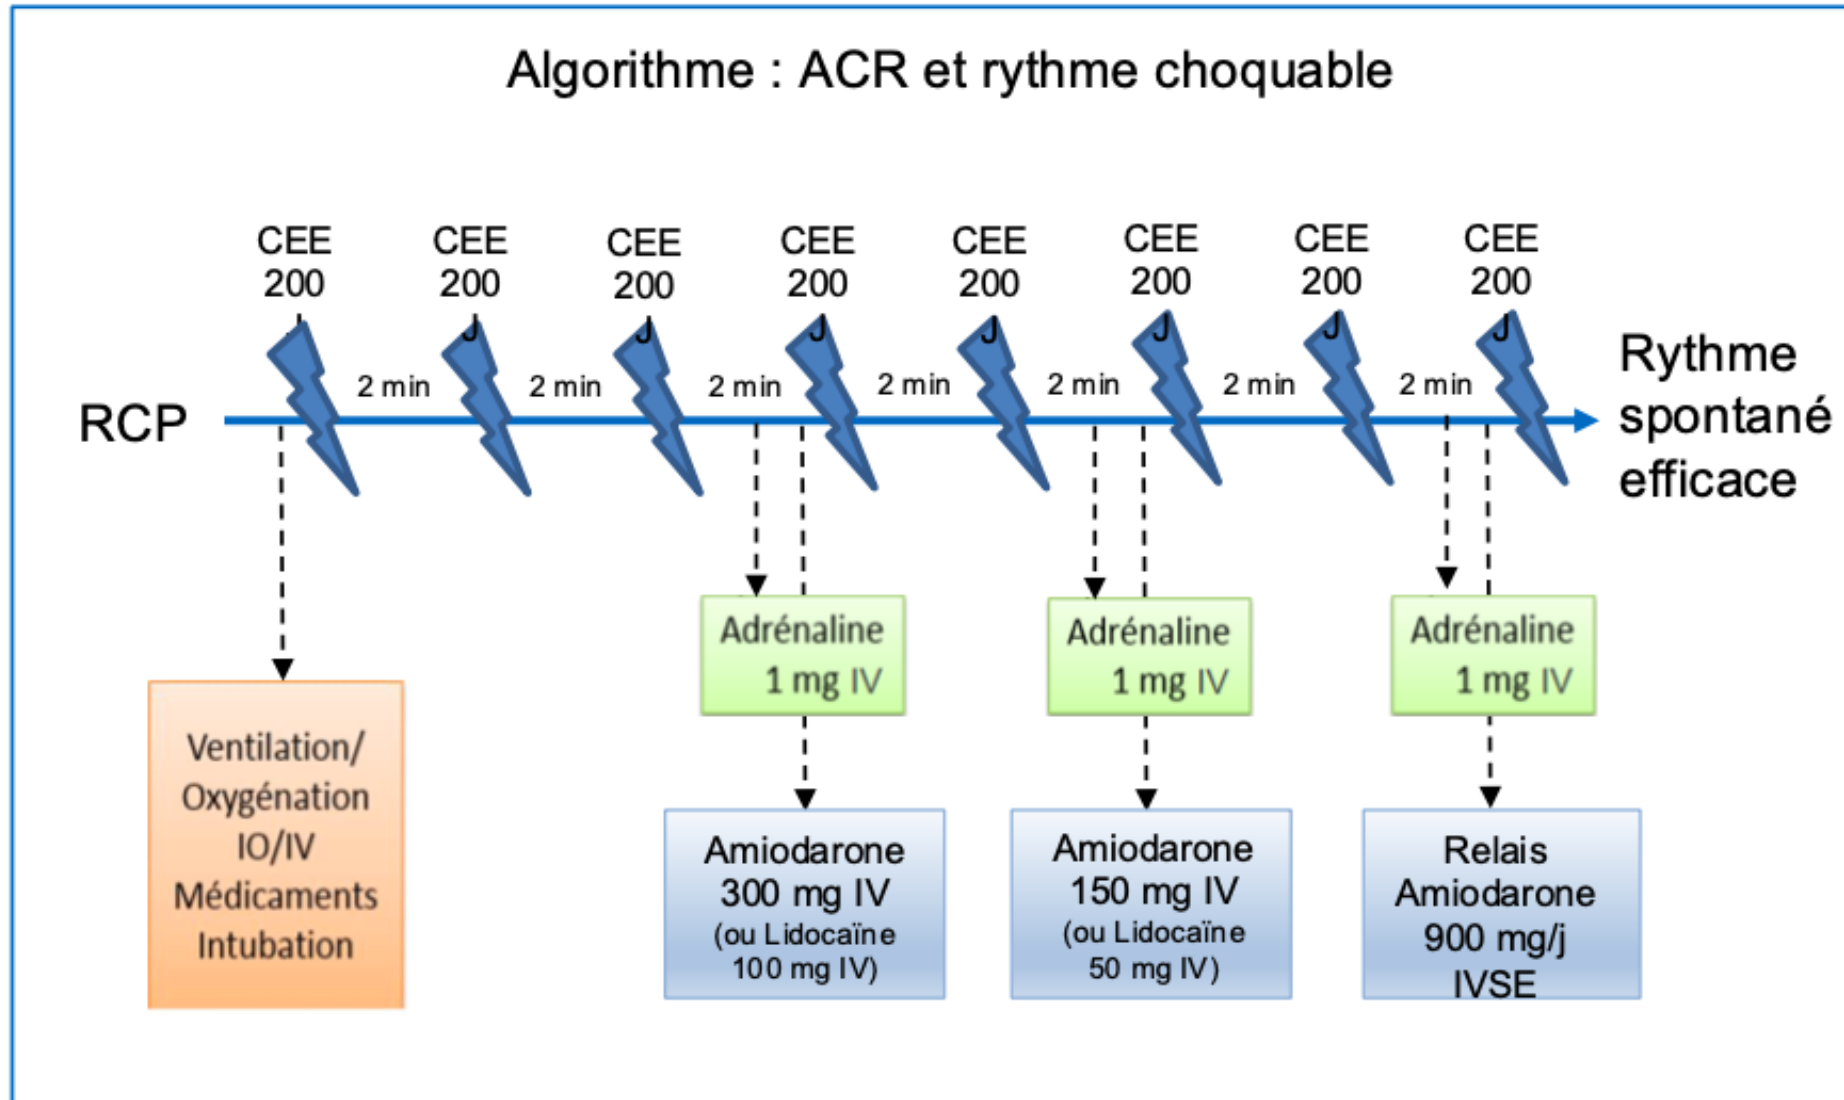 Algorithme : ACR et rythme choquable
CEE
200
CEE
200
J
CEE
200
J
CEE
200
J
CEE
200
J
CEE
200
J
CEE
200
J
CEE
200
J
2 min
2 min
2 min
2 min
2 min
2 min
2 min
RCP
Rythme
spontané
efficace
Ventilation/
Oxygénation
IO/IV
Médicaments
Intubation
Adrénaline
1 mg IV
Adrénaline
1 mg IV
Adrénaline
1 mg IV
Amiodarone
300 mg IV
(ou Lidocaïne
100 mg IV)
Amiodarone
150 mg IV
(ou Lidocaïne
50 mg IV)
Relais
Amiodarone
900 mg/j
IVSE